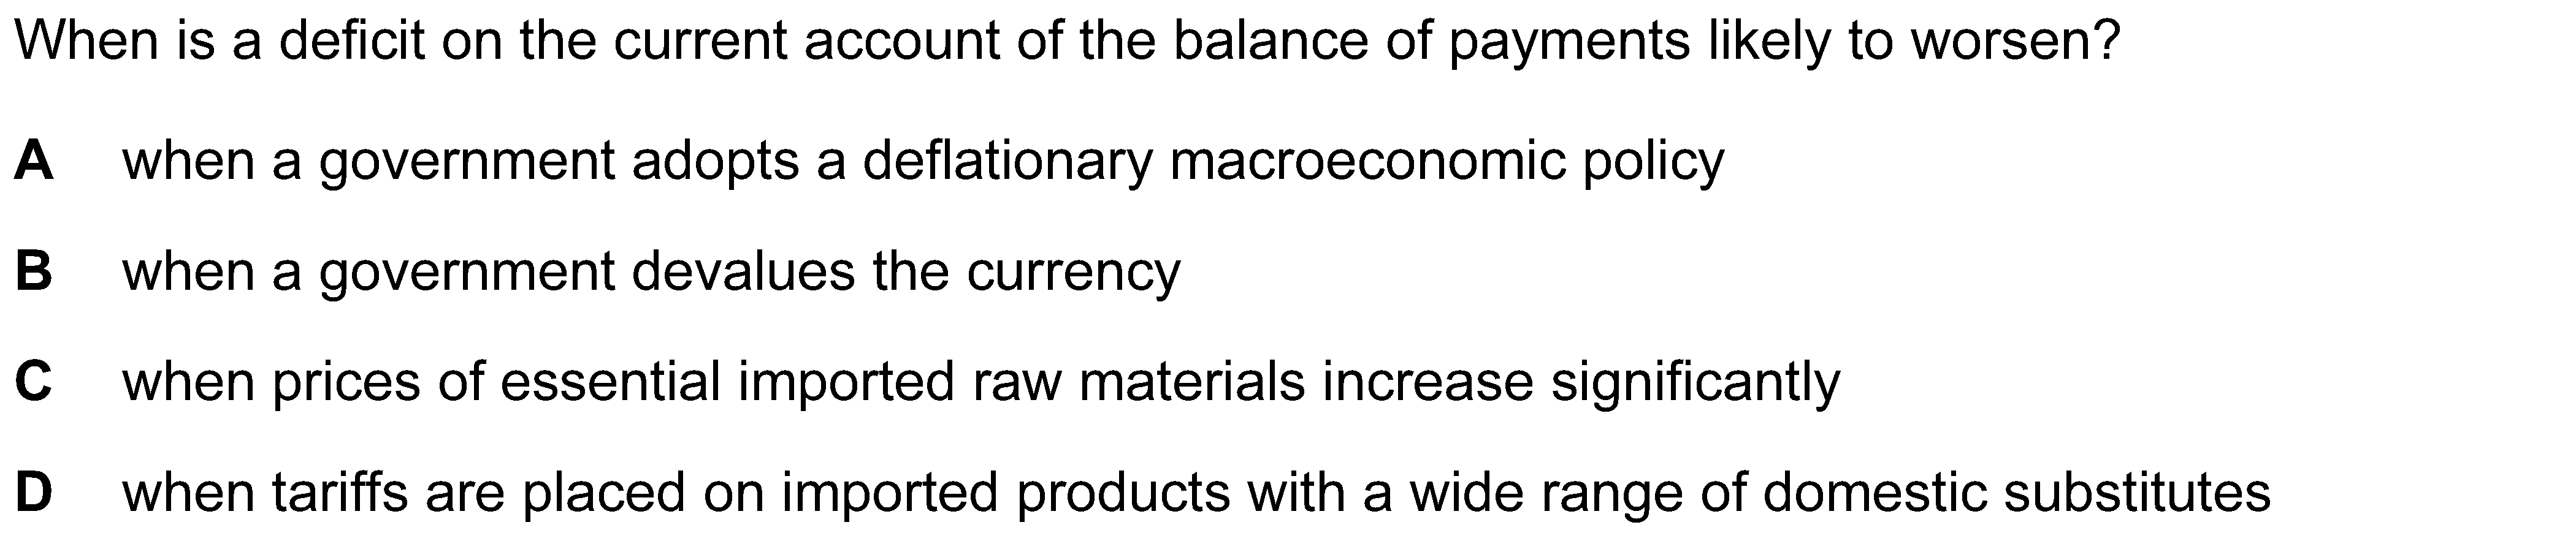 When is a deficit on the current account of the balance of payments likely to worsen?
A when a government adopts a deflationary macroeconomic policy
B when a government devalues the currency
C when prices of essential imported raw materials increase significantly
D when tariffs are placed on imported products with a wide range of domestic substitutes